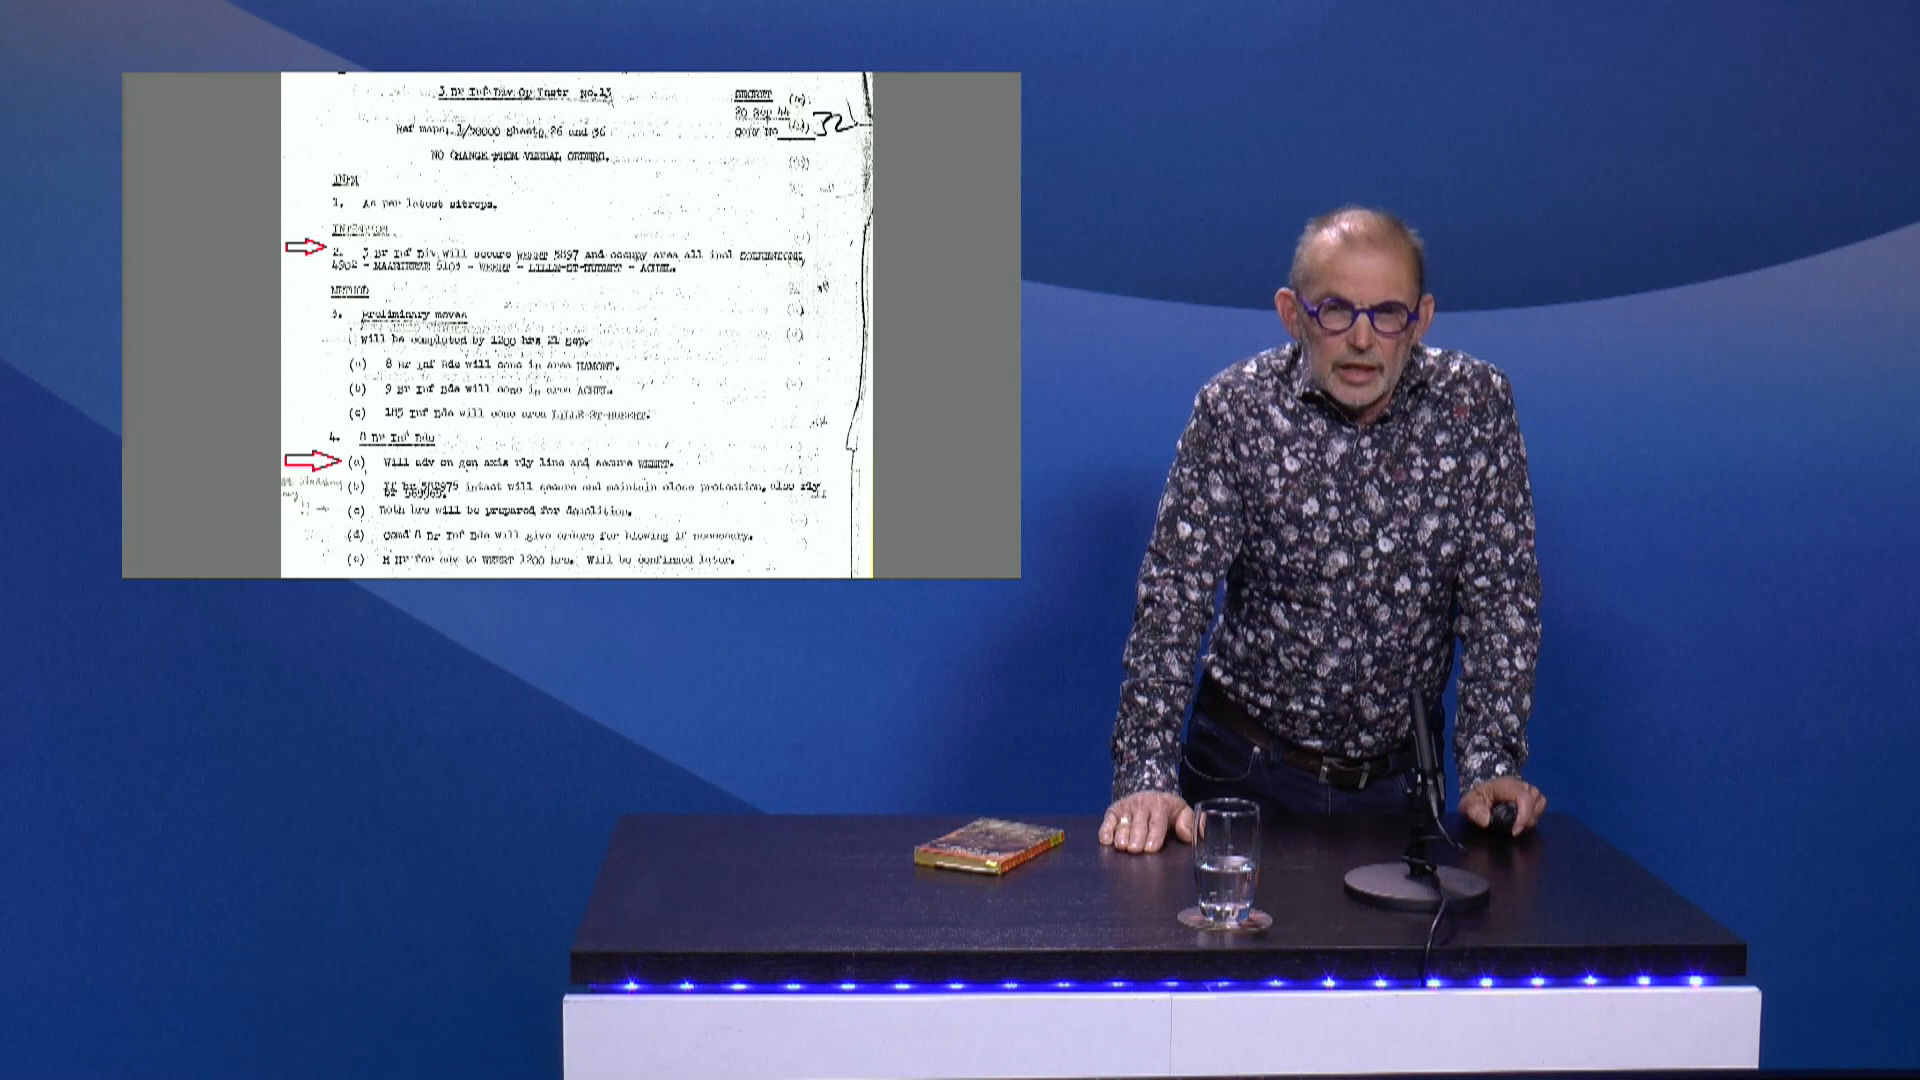 3 Br Inf Div Op Instr No.13
SECRET
20 Sep 44
Copy No 32
Ref maps: 1/50000 Sheets 26 and 36
NO CHANGE FROM VERBAL ORDERS.
INFM
1. As per latest sitreps.
INTENTION
2. 3 Br Inf Div will secure WEERT 5897 and occupy area all incl
4902 - MAARHEEZE 5103 - WEERT - LILLE-ST-HUBERT - ACHEL.
METHOD
3. Preliminary moves
will be completed by 1200 hrs 21 Sep.
(a) 8 Br Inf Bde will conc in area HAMONT.
(b) 9 Br Inf Bde will conc in area ACHEL.
(c) 185 Inf Bde will conc area LILLE-ST-HUBERT.
4. 8 Br Inf Bde
(a) Will adv on gen axis rly line and secure WEERT.
(b) If br 582975 intact will secure and maintain close protection, also rly
br 569969.
(c) Both brs will be prepared for demolition.
(d) Comd 8 Br Inf Bde will give orders for blowing if necessary.
(e) H Hr for adv to WEERT 1200 hrs. Will be confirmed later.